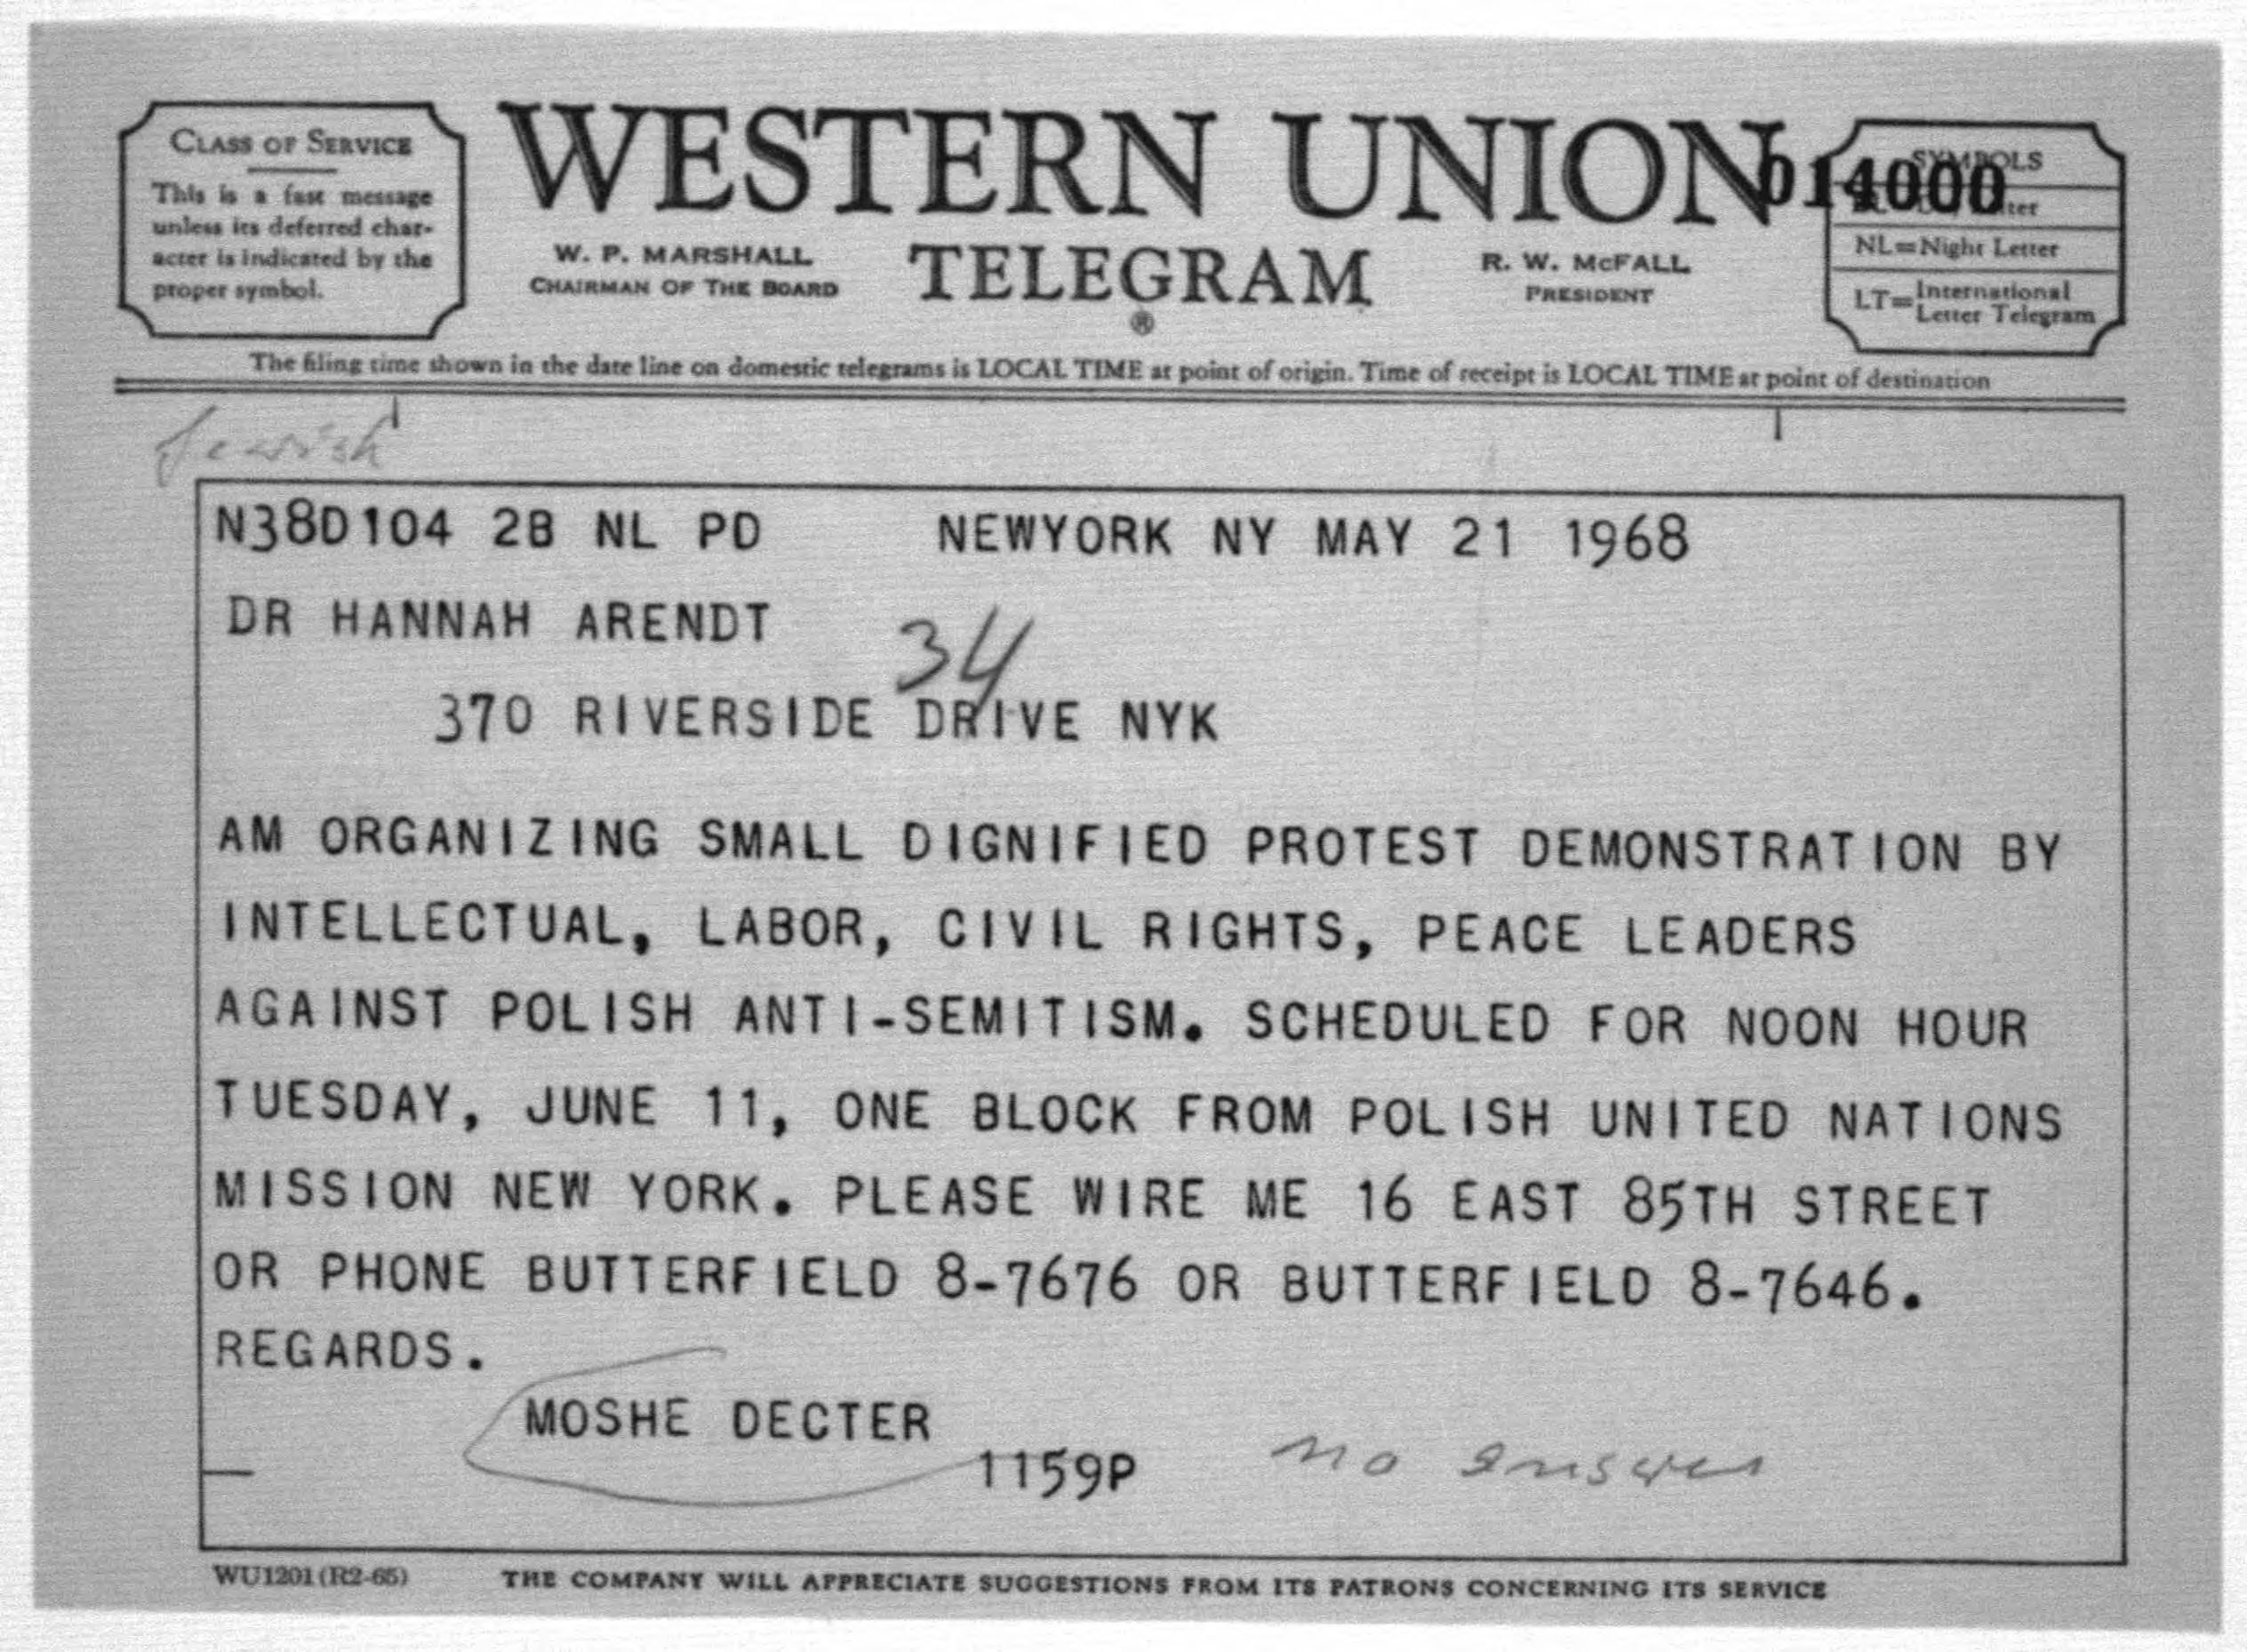 CLASS OF SERVICE
This is a fast message
unless its deferred char-
acter is indicated by the
proper symbol.
WESTERN UNION
TELEGRAM
®
W. P. MARSHALL
CHAIRMAN OF THE BOARD
R. W. McFALL
PRESIDENT
014000
SYMBOLS
NL=Night Letter
LT=International
Letter Telegram
The filing time shown in the date line on domestic telegrams is LOCAL TIME at point of origin. Time of receipt is LOCAL TIME at point of destination
Jewish
N38D104 28 NL PD NEWYORK NY MAY 21 1968
DR HANNAH ARENDT
34
370 RIVERSIDE DRIVE NYK
AM ORGANIZING SMALL DIGNIFIED PROTEST DEMONSTRATION BY
INTELLECTUAL, LABOR, CIVIL RIGHTS, PEACE LEADERS
AGAINST POLISH ANTI-SEMITISM. SCHEDULED FOR NOON HOUR
TUESDAY, JUNE 11, ONE BLOCK FROM POLISH UNITED NATIONS
MISSION NEW YORK. PLEASE WIRE ME 16 EAST 85TH STREET
OR PHONE BUTTERFIELD 8-7676 OR BUTTERFIELD 8-7646.
REGARDS.
MOSHE DECTER
1159P
no answer
WU1201(R2-65)
THE COMPANY WILL APPRECIATE SUGGESTIONS FROM ITS PATRONS CONCERNING ITS SERVICE